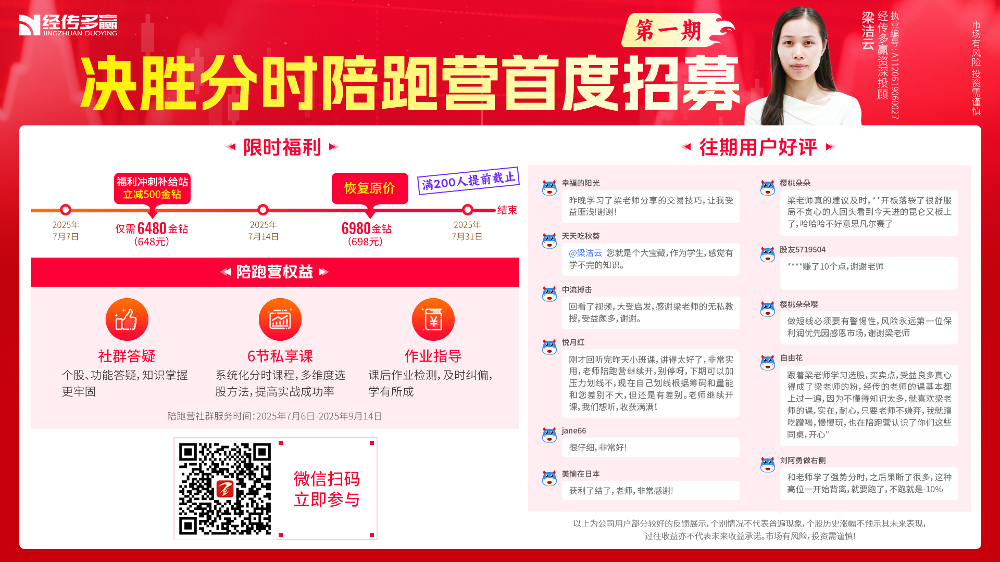 经传多赢
JINGZHUAN DUOYING
第一期
决胜分时陪跑营首度招募
梁洁云
经传多赢资深投顾
执业编号：A1120619060027
市场有风险 投资需谨慎
限时福利
福利冲刺补给站
立减500金钻
恢复原价
满200人提前截止
结束
2025年
7月7日
仅需6480金钻
（648元）
2025年
7月14日
6980金钻
（698元）
2025年
7月31日
陪跑营权益
社群答疑
个股、功能答疑，知识掌握
更牢固
6节私享课
系统化分时课程，多维度选
股方法，提高实战成功率
作业指导
课后作业检测，及时纠偏，
学有所成
陪跑营社群服务时间：2025年7月6日-2025年9月14日
微信扫码
立即参与
往期用户好评
幸福的阳光
昨晚学习了梁老师分享的交易技巧，让我受
益匪浅!谢谢!
天天吃秋葵
@梁洁云 您就是个大宝藏，作为学生，感觉有
学不完的知识。
中流搏击
回看了视频，大受启发，感谢梁老师的无私教
授，受益颇多，谢谢。
悦月红
刚才回听完昨天小班课，讲得太好了，非常实
用，老师陪跑营继续开，别停呀，下期可以加
压力划线不，现在自己划线根据筹码和量能
和您差别不大，但还是有差别。老师继续开
课，我们想听，收获满满！
jane66
很仔细，非常好!
美愉在日本
获利了结了，老师，非常感谢!
樱桃朵朵
梁老师真的建议及时，**开板落袋了很舒服
局不贪心的人回头看到今天进的昆仑又板上
了，哈哈哈不好意思凡尔赛了
股友5719504
****赚了10个点，谢谢老师
樱桃朵朵嘤
做短线必须要有警惕性，风险永远第一位保
利润优先园感恩市场，谢谢梁老师
自由花
跟着梁老师学习选股，买卖点，受益良多真心
得成了梁老师的粉，经传的老师的课基本都
上过一遍，因为不懂得知识太多，就喜欢梁老
师的课，实在，耐心，只要老师不嫌弃，我就蹭
吃蹭喝，慢慢玩，也在陪跑营认识了你们这些
同桌，开心''
刘阿勇做右侧
和老师学了强势分时，之后果断了很多，这种
高位一开始背离，就要跑了，不跑就是-10%
以上为公司用户部分较好的反馈展示，个别情况不代表普遍现象，个股历史涨幅不预示其未来表现，
过往收益亦不代表未来收益承诺。市场有风险，投资需谨慎!